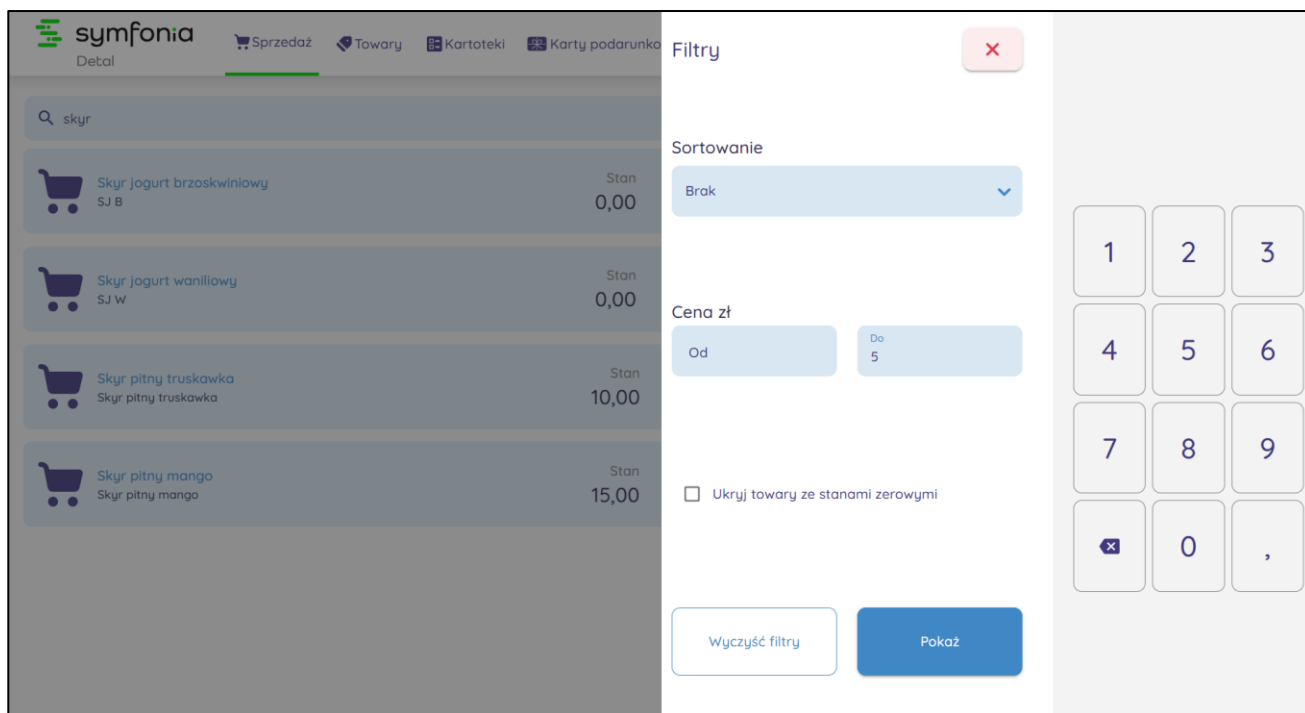 symfonia
Detal
Sprzedaż
Towary
Kartoteki
Karty podarunko
skyr
Skyr jogurt brzoskwiniowy
SJ B
Stan
0,00
Skyr jogurt waniliowy
SJ W
Stan
0,00
Skyr pitny truskawka
Skyr pitny truskawka
Stan
10,00
Skyr pitny mango
Skyr pitny mango
Stan
15,00
Filtry
Sortowanie
Brak
Cena zł
Od
Do
5
Ukryj towary ze stanami zerowymi
Wyczyść filtry
Pokaż
1 2 3
4 5 6
7 8 9
0 ,